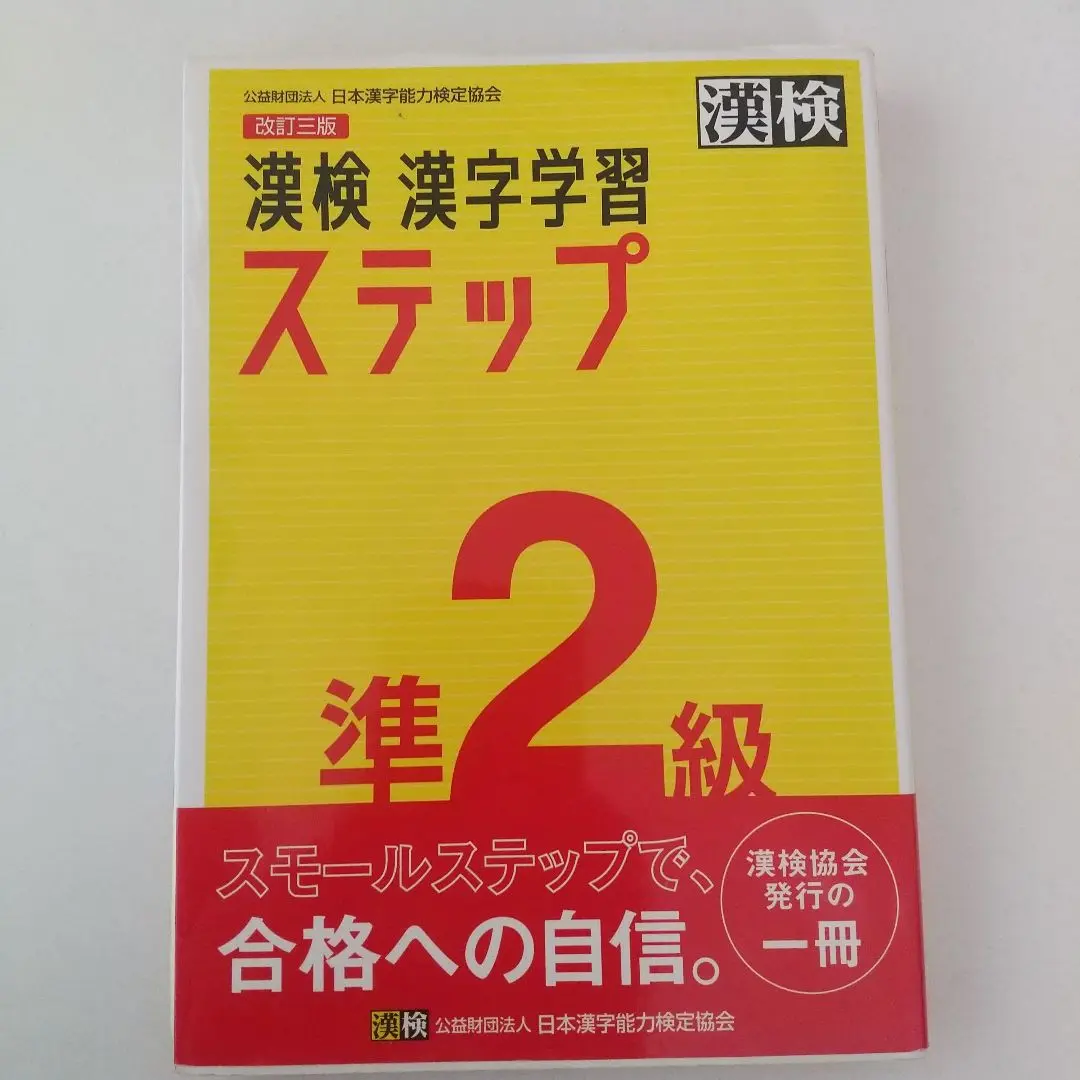 公益財団法人 日本漢字能力検定協会
漢検
改訂三版
漢検 漢字学習
ステップ
準2級
スモールステップで、
合格への自信。
漢検協会
発行の
一冊
漢検 公益財団法人 日本漢字能力検定協会